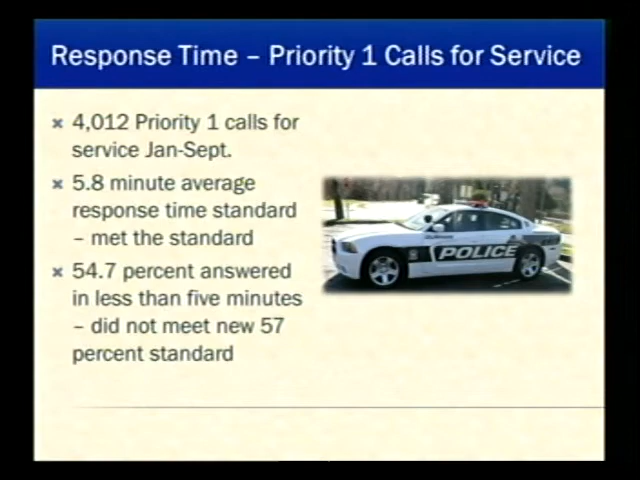 Response Time – Priority 1 Calls for Service
4,012 Priority 1 calls for
service Jan-Sept.
5.8 minute average
response time standard
– met the standard
54.7 percent answered
in less than five minutes
– did not meet new 57
percent standard
POLICE